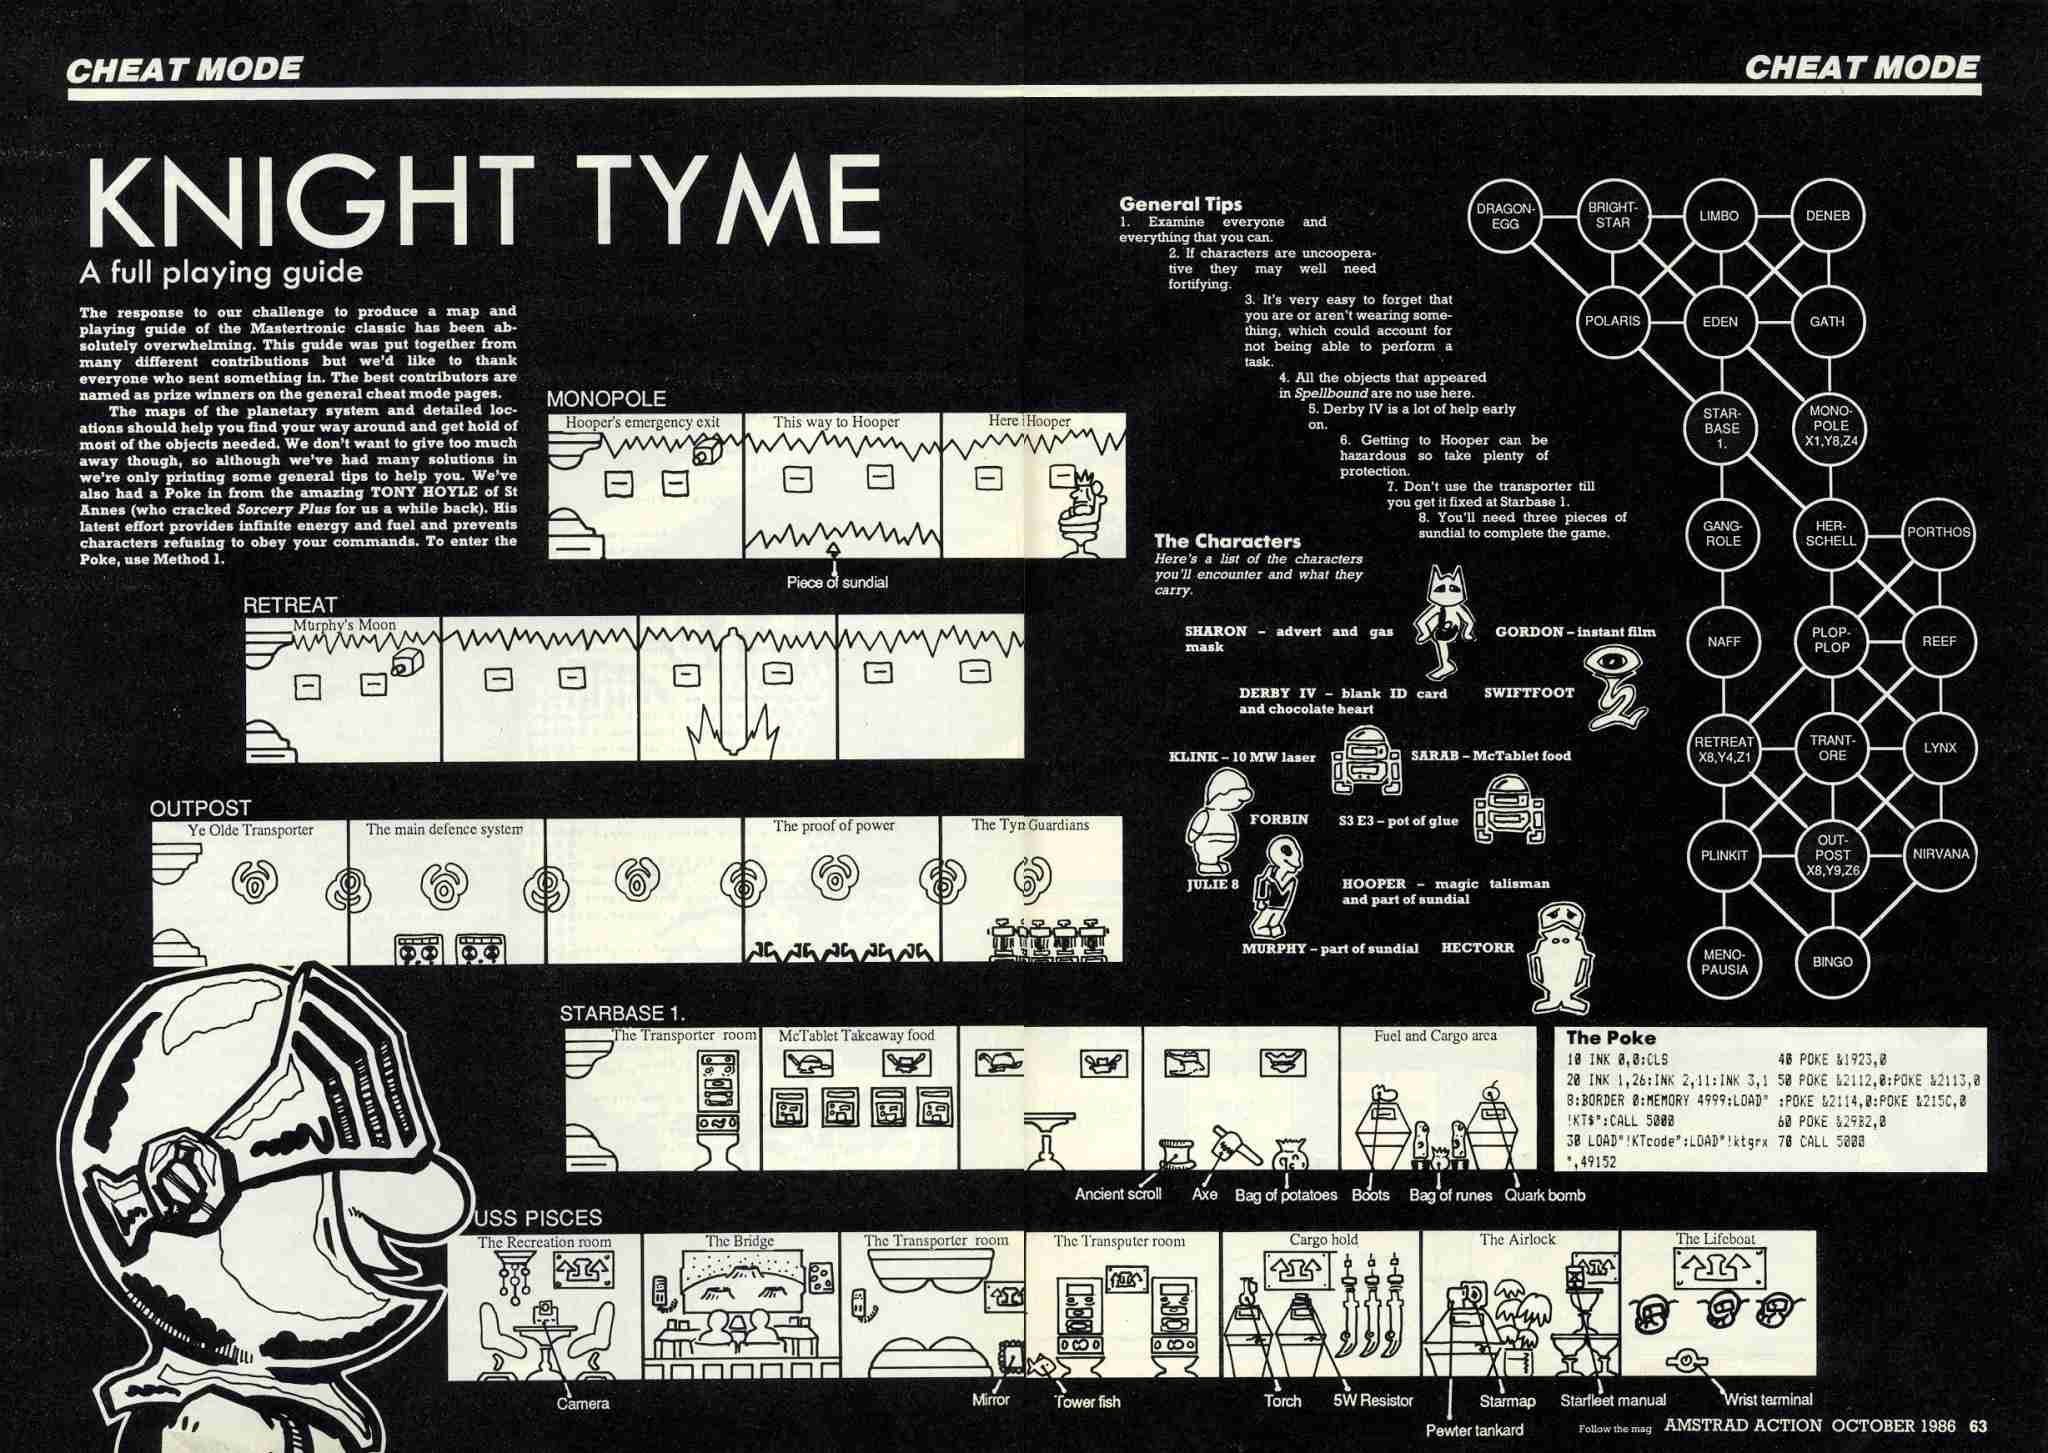 CHEAT MODE
CHEAT MODE
KNIGHT TYME
A full playing guide
The response to our challenge to produce a map and
playing guide of the Mastertronic classic has been ab-
solutely overwhelming. This guide was put together from
many different contributions but we'd like to thank
everyone who sent something in. The best contributors are
named as prize winners on the general cheat mode pages.
The maps of the planetary system and detailed loc-
ations should help you find your way around and get hold of
most of the objects needed. We don't want to give too much
away though, so although we've had many solutions in
we're only printing some general tips to help you. We've
also had a Poke in from the amazing TONY HOYLE of St
Annes (who cracked Sorcery Plus for us a while back). His
latest effort provides infinite energy and fuel and prevents
characters refusing to obey your commands. To enter the
Poke, use Method 1.
MONOPOLE
Hooper's emergency exit
This way to Hooper
Here Hooper
Piece of sundial
RETREAT
Murphy's Moon
OUTPOST
Ye Olde Transporter
The main defence system
The proof of power
The Tym Guardians
STARBASE 1.
The Transporter room
McTablet Takeaway food
Fuel and Cargo area
Ancient scroll
Axe
Bag of potatoes
Boots
Bag of runes
Quark bomb
USS PISCES
The Recreation room
The Bridge
The Transporter room
The Transputer room
Cargo hold
The Airlock
The Lifeboat
Camera
Mirror
Tower fish
Torch
5W Resistor
Pewter tankard
Starmap
Starfleet manual
Wrist terminal
General Tips
1. Examine everyone and
everything that you can.
2. If characters are uncoopera-
tive they may well need
fortifying.
3. It's very easy to forget that
you are or aren't wearing some-
thing, which could account for
not being able to perform a
task.
4. All the objects that appeared
in Spellbound are no use here.
5. Derby IV is a lot of help early
on.
6. Getting to Hooper can be
hazardous so take plenty of
protection.
7. Don't use the transporter till
you get it fixed at Starbase 1.
8. You'll need three pieces of
sundial to complete the game.
The Characters
Here's a list of the characters
you'll encounter and what they
carry.
SHARON – advert and gas
mask
GORDON – instant film
DERBY IV – blank ID card
and chocolate heart
SWIFTFOOT
KLINK – 10 MW laser
SARAB – McTablet food
FORBIN
S3 E3 – pot of glue
JULIE 8
HOOPER – magic talisman
and part of sundial
MURPHY – part of sundial
HECTORR
DRAGON-
EGG
BRIGHT-
STAR
LIMBO
DENEB
POLARIS
EDEN
GATH
STAR-
BASE
1.
MONO-
POLE
X1,Y8,Z4
GANG-
ROLE
HER-
SCHELL
PORTHOS
NAFF
PLOP-
PLOP
REEF
RETREAT
X8,Y4,Z1
TRANT-
ORE
LYNX
PLINKIT
OUT-
POST
X8,Y9,Z6
NIRVANA
MENO-
PAUSIA
BINGO
The Poke
10 INK 0,0:CLS
20 INK 1,26:INK 2,11:INK 3,1
8:BORDER 0:MEMORY 4999:LOAD"
!KT$":CALL 5000
30 LOAD"!KTcode":LOAD"!ktgrx
",49152
40 POKE &1923,0
50 POKE &2112,0:POKE &2113,0
:POKE &2114,0:POKE &215C,0
60 POKE &29B2,0
70 CALL 5000
Follow the mag AMSTRAD ACTION OCTOBER 1986 63